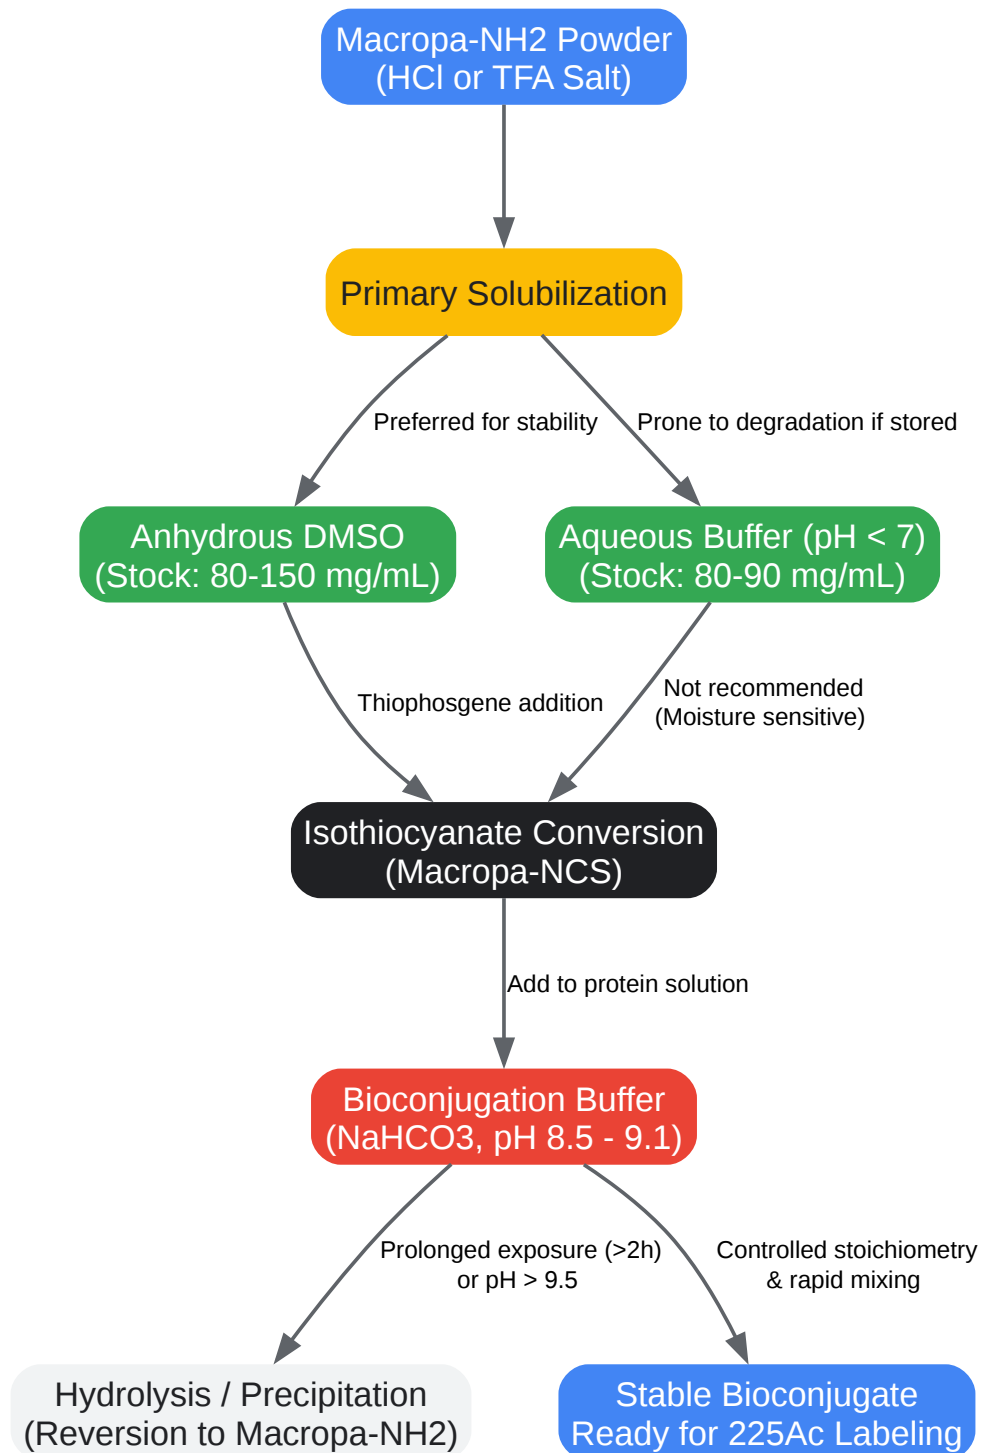 Macropa-NH2 Powder
(HCl or TFA Salt)
Primary Solubilization
Preferred for stability
Prone to degradation if stored
Anhydrous DMSO
(Stock: 80-150 mg/mL)
Aqueous Buffer (pH < 7)
(Stock: 80-90 mg/mL)
Thiophosgene addition
Not recommended
(Moisture sensitive)
Isothiocyanate Conversion
(Macropa-NCS)
Add to protein solution
Bioconjugation Buffer
(NaHCO3, pH 8.5 - 9.1)
Prolonged exposure (>2h)
or pH > 9.5
Controlled stoichiometry
& rapid mixing
Hydrolysis / Precipitation
(Reversion to Macropa-NH2)
Stable Bioconjugate
Ready for 225Ac Labeling